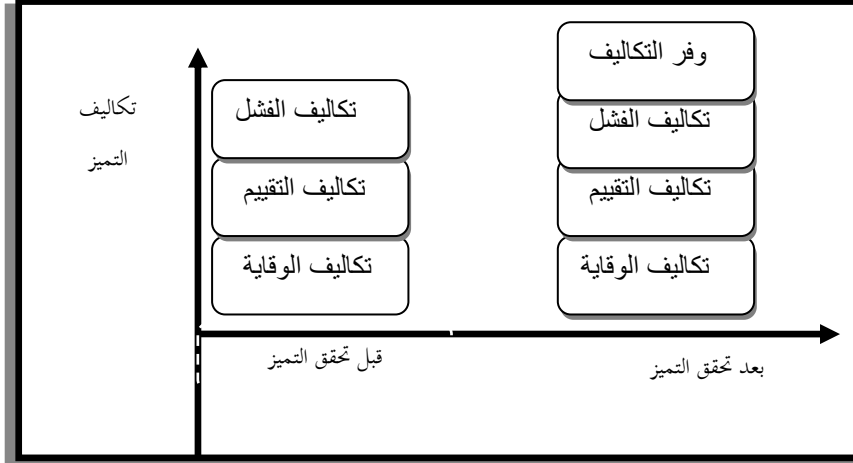 تكاليف
التميز
تكاليف الفشل
تكاليف التقييم
تكاليف الوقاية
وفر التكاليف
تكاليف الفشل
تكاليف التقييم
تكاليف الوقاية
قبل تحقق التميز
بعد تحقق التميز